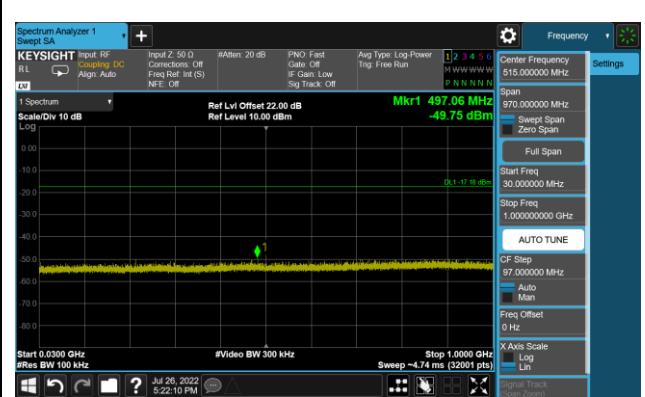 Spectrum Analyzer 1
Swept SA
Frequency
KEYSIGHT
RL
LXI
Input: RF
Coupling: DC
Align: Auto
Input Z: 50 Ω
Corrections: Off
Freq Ref: Int (S)
NFE: Off
#Atten: 20 dB
PNO: Fast
Gate: Off
IF Gain: Low
Sig Track: Off
Avg Type: Log-Power
Trig: Free Run
1 2 3 4 5 6
M W W W W W
P N N N N N
1 Spectrum
Scale/Div 10 dB
Ref Lvl Offset 22.00 dB
Ref Level 10.00 dBm
Mkr1 497.06 MHz
-49.75 dBm
Log
0.00
-10.0
-20.0
-30.0
-40.0
-50.0
-60.0
-70.0
-80.0
DL1 -17.18 dBm
1
Start 0.0300 GHz
#Res BW 100 kHz
#Video BW 300 kHz
Stop 1.0000 GHz
Sweep ~4.74 ms (32001 pts)
Jul 26, 2022
5:22:10 PM
Center Frequency
515.000000 MHz
Span
970.000000 MHz
Swept Span
Zero Span
Full Span
Start Freq
30.000000 MHz
Stop Freq
1.000000000 GHz
AUTO TUNE
CF Step
97.000000 MHz
Auto
Man
Freq Offset
0 Hz
X Axis Scale
Log
Lin
Signal Track
(Span Zoom)
Settings